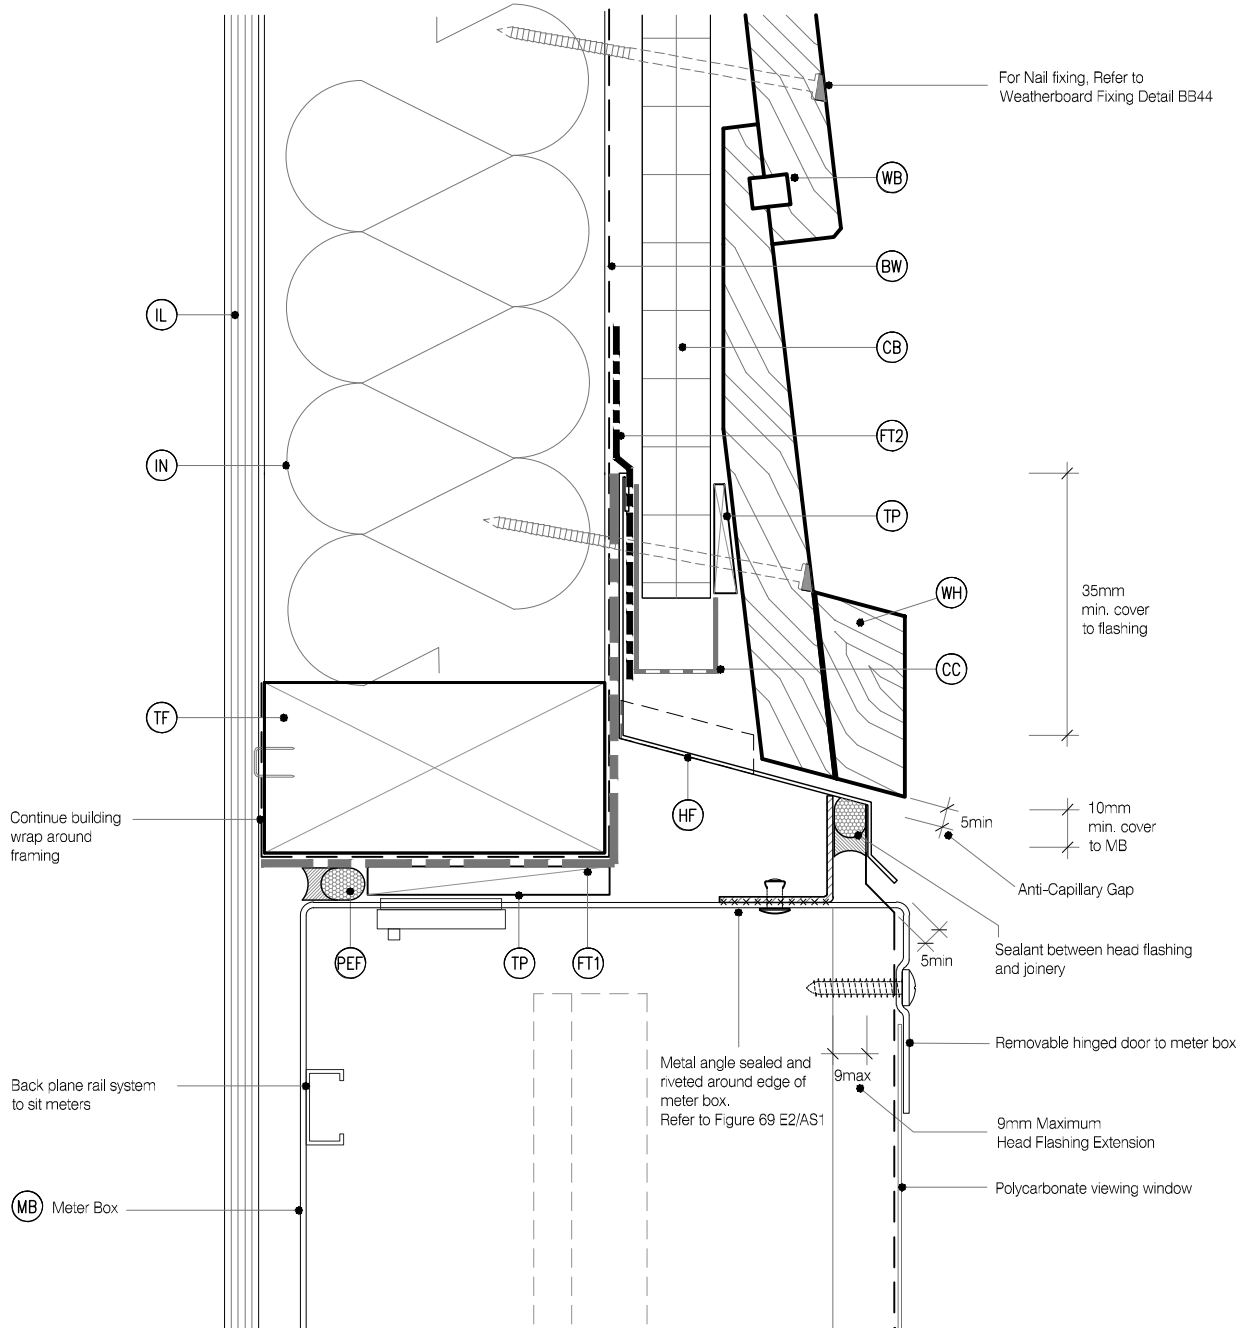 For Nail fixing, Refer to
Weatherboard Fixing Detail BB44
WB
BW
IL
CB
FT2
IN
TP
WH
35mm
min. cover
to flashing
CC
TF
HF
Continue building
wrap around
framing
5min
10mm
min. cover
to MB
Anti-Capillary Gap
PEF
TP
FT1
5min
Sealant between head flashing
and joinery
Removable hinged door to meter box
Metal angle sealed and
riveted around edge of
meter box.
Refer to Figure 69 E2/AS1
9max
Back plane rail system
to sit meters
9mm Maximum
Head Flashing Extension
Polycarbonate viewing window
MB Meter Box